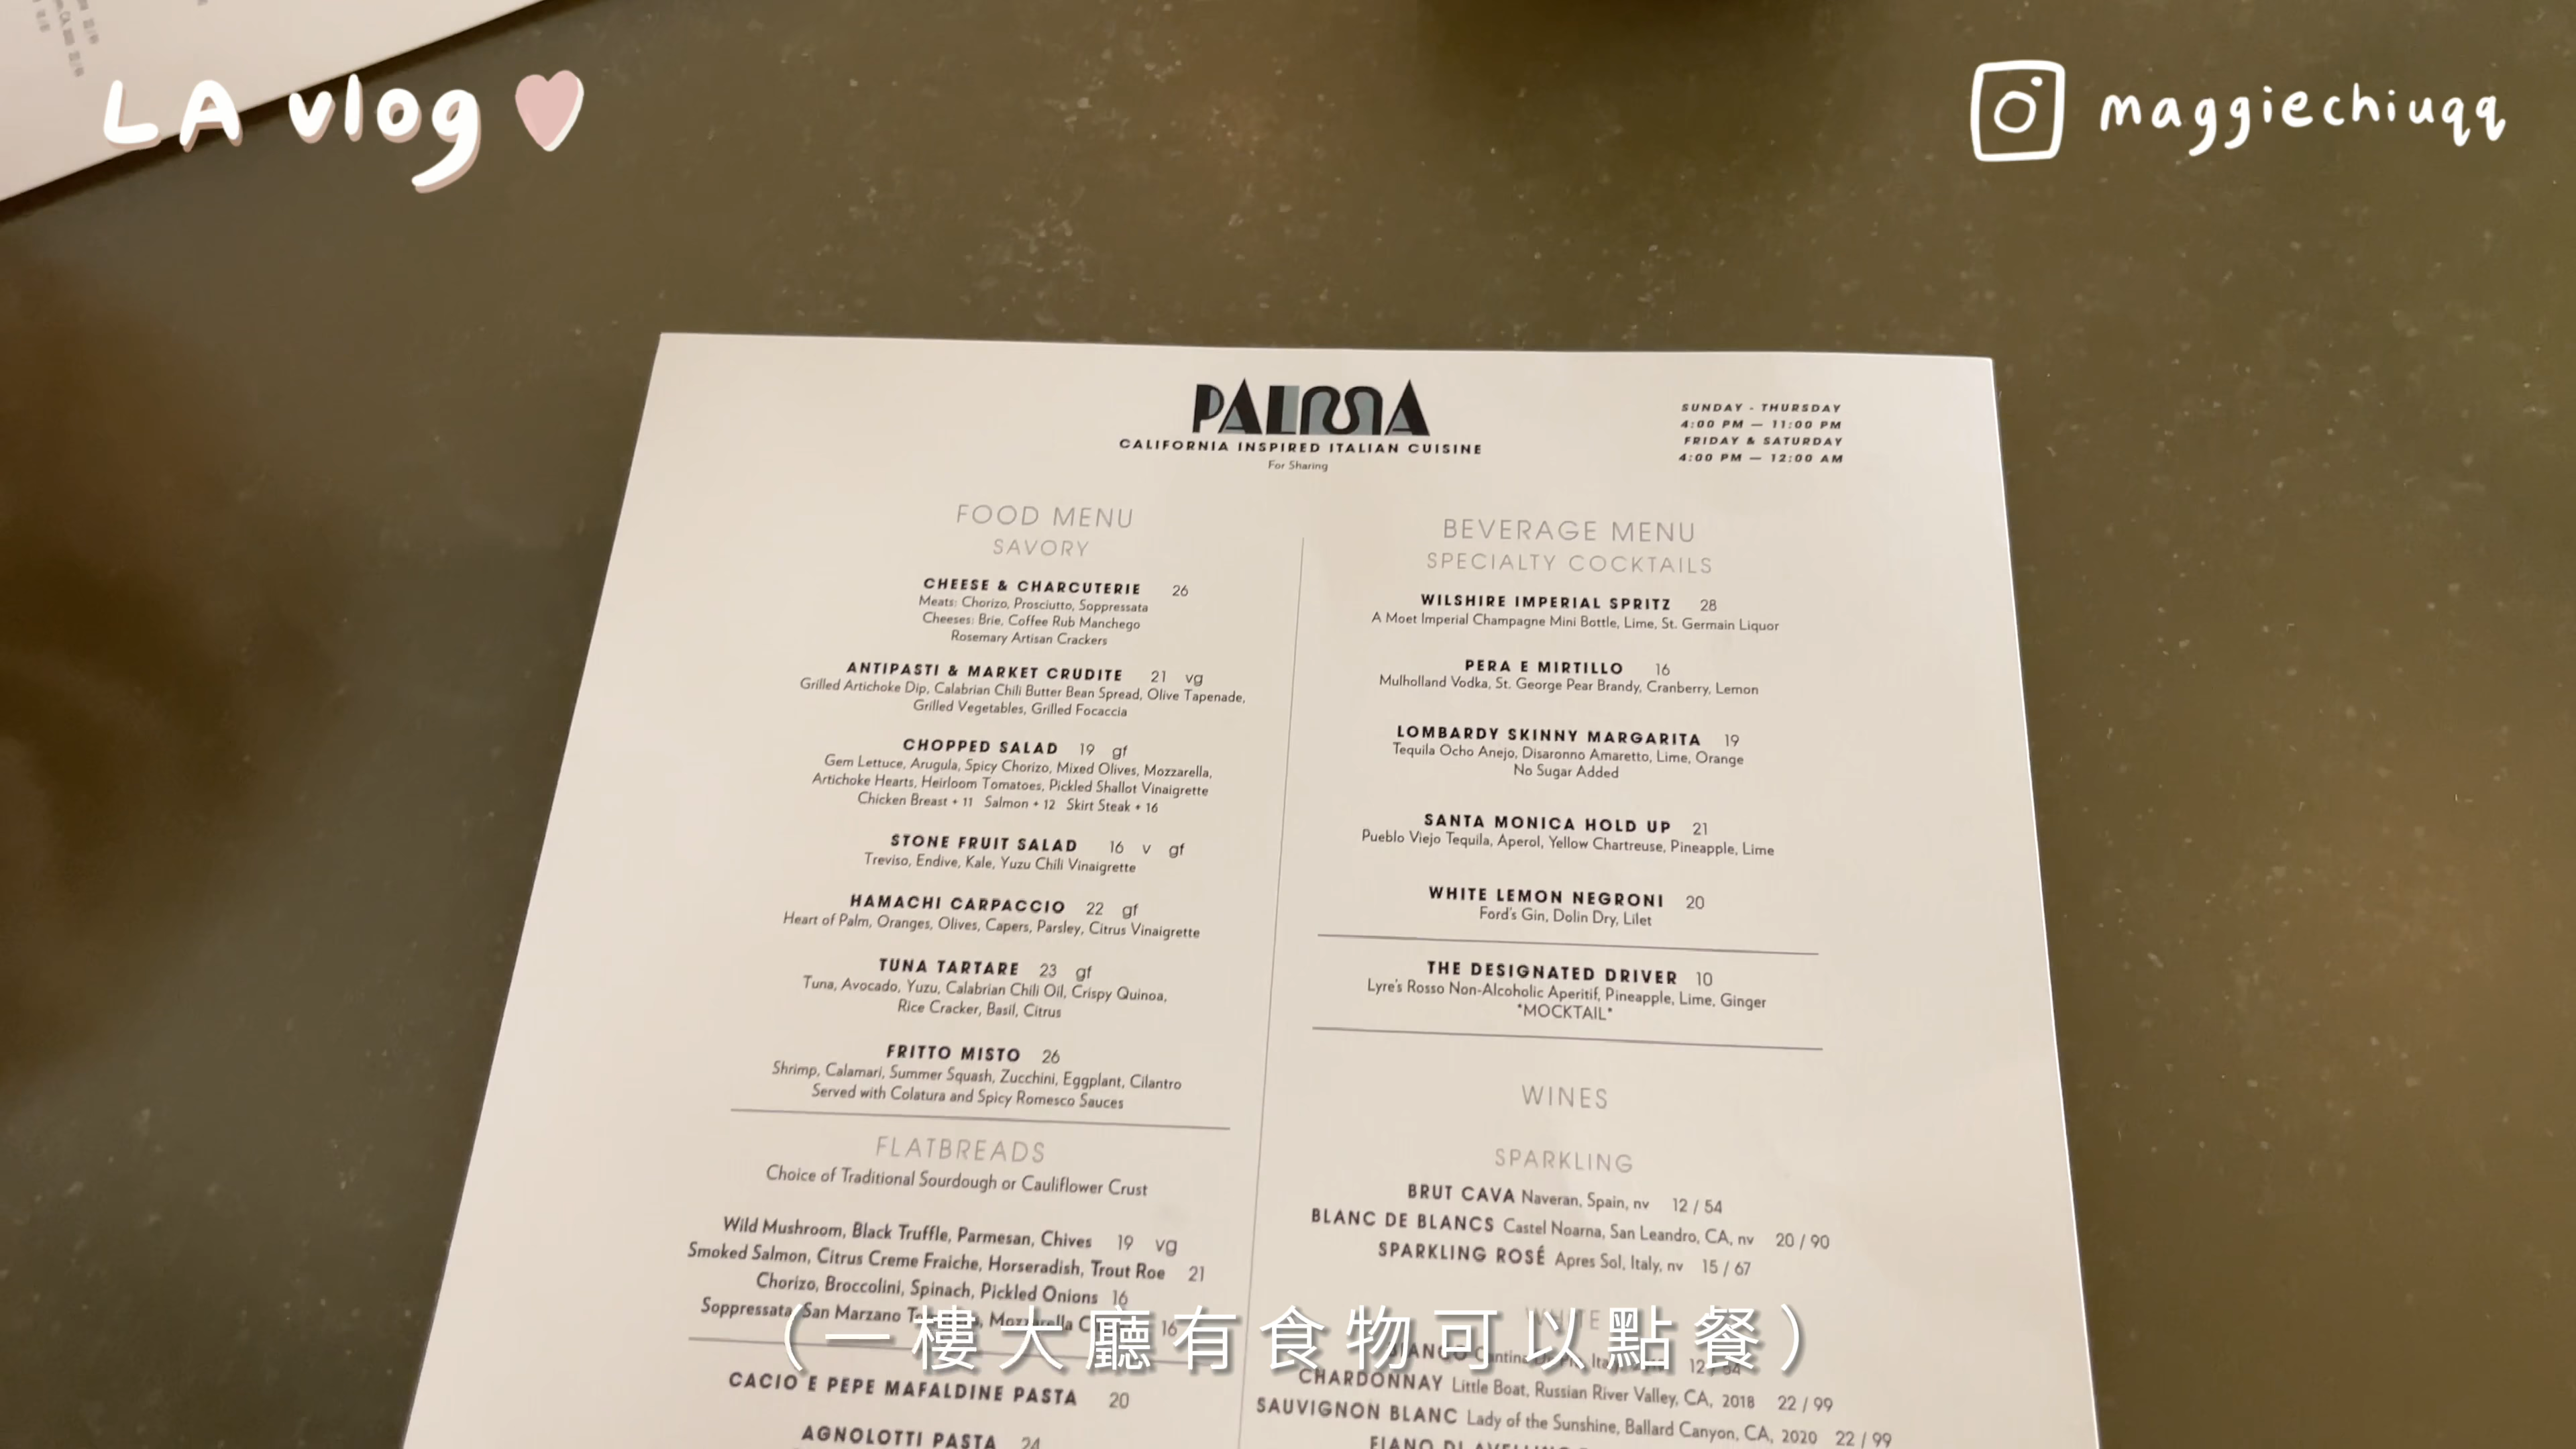 LA vlog
maggiechiuqq
PALMA
CALIFORNIA INSPIRED ITALIAN CUISINE
For Sharing
SUNDAY - THURSDAY
4:00 PM — 11:00 PM
FRIDAY & SATURDAY
4:00 PM — 12:00 AM
FOOD MENU
SAVORY
CHEESE & CHARCUTERIE 26
Meats: Chorizo, Prosciutto, Soppressata
Cheeses: Brie, Coffee Rub Manchego
Rosemary Artisan Crackers
ANTIPASTI & MARKET CRUDITE 21 vg
Grilled Artichoke Dip, Calabrian Chili Butter Bean Spread, Olive Tapenade,
Grilled Vegetables, Grilled Focaccia
CHOPPED SALAD 19 gf
Gem Lettuce, Arugula, Spicy Chorizo, Mixed Olives, Mozzarella,
Artichoke Hearts, Heirloom Tomatoes, Pickled Shallot Vinaigrette
Chicken Breast + 11 Salmon + 12 Skirt Steak + 16
STONE FRUIT SALAD 16 v gf
Treviso, Endive, Kale, Yuzu Chili Vinaigrette
HAMACHI CARPACCIO 22 gf
Heart of Palm, Oranges, Olives, Capers, Parsley, Citrus Vinaigrette
TUNA TARTARE 23 gf
Tuna, Avocado, Yuzu, Calabrian Chili Oil, Crispy Quinoa,
Rice Cracker, Basil, Citrus
FRITTO MISTO 26
Shrimp, Calamari, Summer Squash, Zucchini, Eggplant, Cilantro
Served with Colatura and Spicy Romesco Sauces
FLATBREADS
Choice of Traditional Sourdough or Cauliflower Crust
Wild Mushroom, Black Truffle, Parmesan, Chives 19 vg
Smoked Salmon, Citrus Creme Fraiche, Horseradish, Trout Roe 21
Chorizo, Broccolini, Spinach, Pickled Onions 16
Soppressata, San Marzano 16
CACIO E PEPE MAFALDINE PASTA 20
AGNOLOTTI PASTA 24
BEVERAGE MENU
SPECIALTY COCKTAILS
WILSHIRE IMPERIAL SPRITZ 28
A Moet Imperial Champagne Mini Bottle, Lime, St. Germain Liquor
PERA E MIRTILLO 16
Mulholland Vodka, St. George Pear Brandy, Cranberry, Lemon
LOMBARDY SKINNY MARGARITA 19
Tequila Ocho Anejo, Disaronno Amaretto, Lime, Orange
No Sugar Added
SANTA MONICA HOLD UP 21
Pueblo Viejo Tequila, Aperol, Yellow Chartreuse, Pineapple, Lime
WHITE LEMON NEGRONI 20
Ford's Gin, Dolin Dry, Lilet
THE DESIGNATED DRIVER 10
Lyre's Rosso Non-Alcoholic Aperitif, Pineapple, Lime, Ginger
*MOCKTAIL*
WINES
SPARKLING
BRUT CAVA Naveran, Spain, nv 12 / 54
BLANC DE BLANCS Castel Noarna, San Leandro, CA, nv 20 / 90
SPARKLING ROSÉ Apres Sol, Italy, nv 15 / 67
CHARDONNAY Little Boat, Russian River Valley, CA, 2018 22 / 99
SAUVIGNON BLANC Lady of the Sunshine, Ballard Canyon, CA, 2020 22 / 99
(一樓大廳有食物可以點餐)